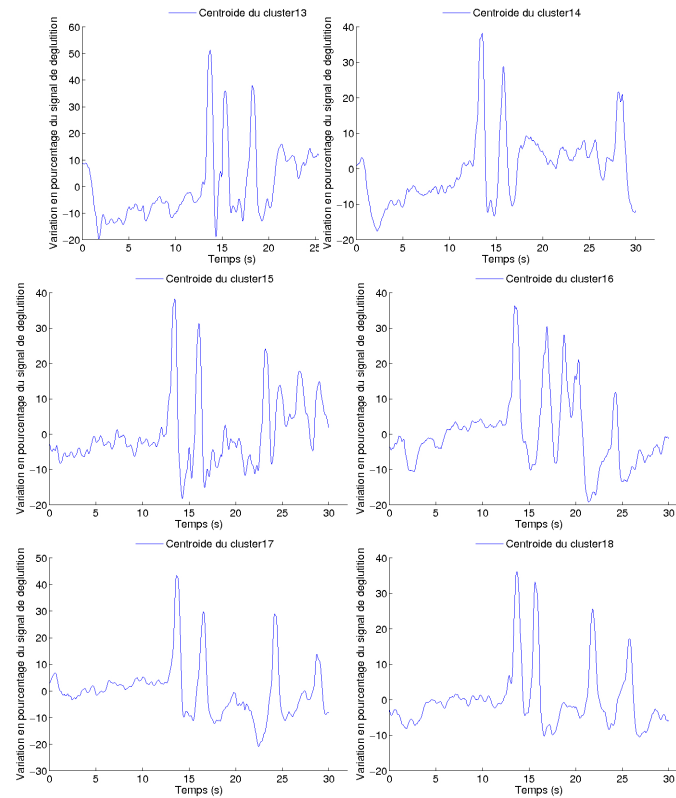 Centroide du cluster13
Variation en pourcentage du signal de deglutition
60
50
40
30
20
10
0
−10
−20
0 5 10 15 20 25
Temps (s)
Centroide du cluster14
Variation en pourcentage du signal de deglutition
40
30
20
10
0
−10
−20
0 5 10 15 20 25 30
Temps (s)
Centroide du cluster15
Variation en pourcentage du signal de deglutition
40
30
20
10
0
−10
−20
0 5 10 15 20 25 30
Temps (s)
Centroide du cluster16
Variation en pourcentage du signal de deglutition
40
30
20
10
0
−10
−20
0 5 10 15 20 25 30
Temps (s)
Centroide du cluster17
Variation en pourcentage du signal de deglutition
50
40
30
20
10
0
−10
−20
−30
0 5 10 15 20 25 30
Temps (s)
Centroide du cluster18
Variation en pourcentage du signal de deglutition
40
30
20
10
0
−10
−20
0 5 10 15 20 25 30
Temps (s)